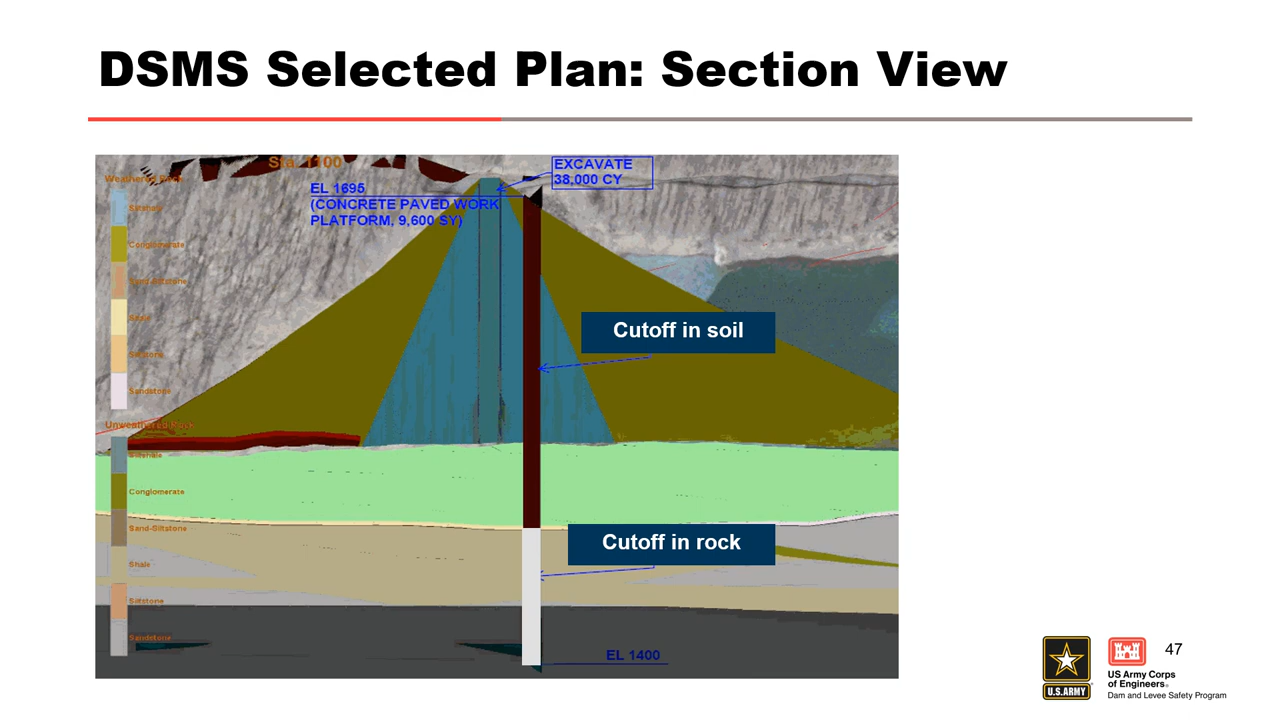 DSMS Selected Plan: Section View
Sta. 1100
EXCAVATE
38,000 CY
Weathered Rock
EL 1695
(CONCRETE PAVED WORK
PLATFORM, 9,600 SY)
Conglomerate
Sand-Siltstone
Shale
Siltstone
Sandstone
Cutoff in soil
Unweathered Rock
Conglomerate
Sand-Siltstone
Cutoff in rock
Shale
Siltstone
Sandstone
EL 1400
U.S. ARMY
US Army Corps
of Engineers®
Dam and Levee Safety Program
47